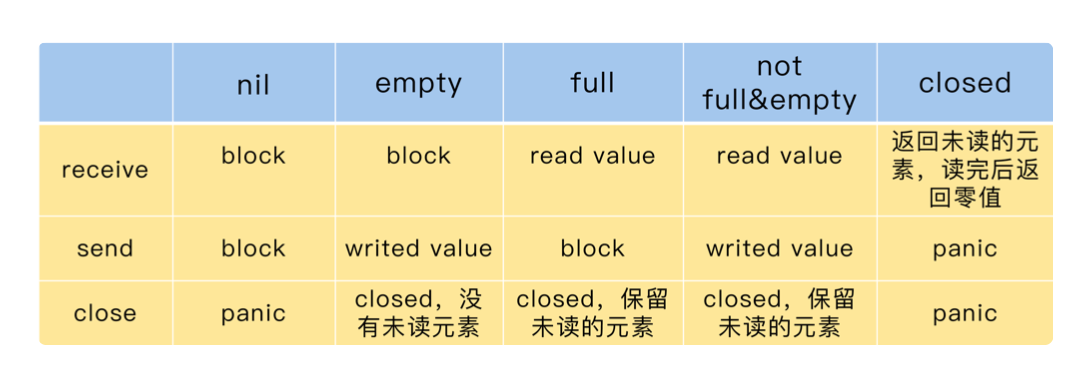 nil
empty
full
not
full&empty
closed
receive
block
block
read value
read value
返回未读的元
素，读完后返
回零值
send
block
writed value
block
writed value
panic
close
panic
closed，没
有未读元素
closed，保留
未读的元素
closed，保留
未读的元素
panic